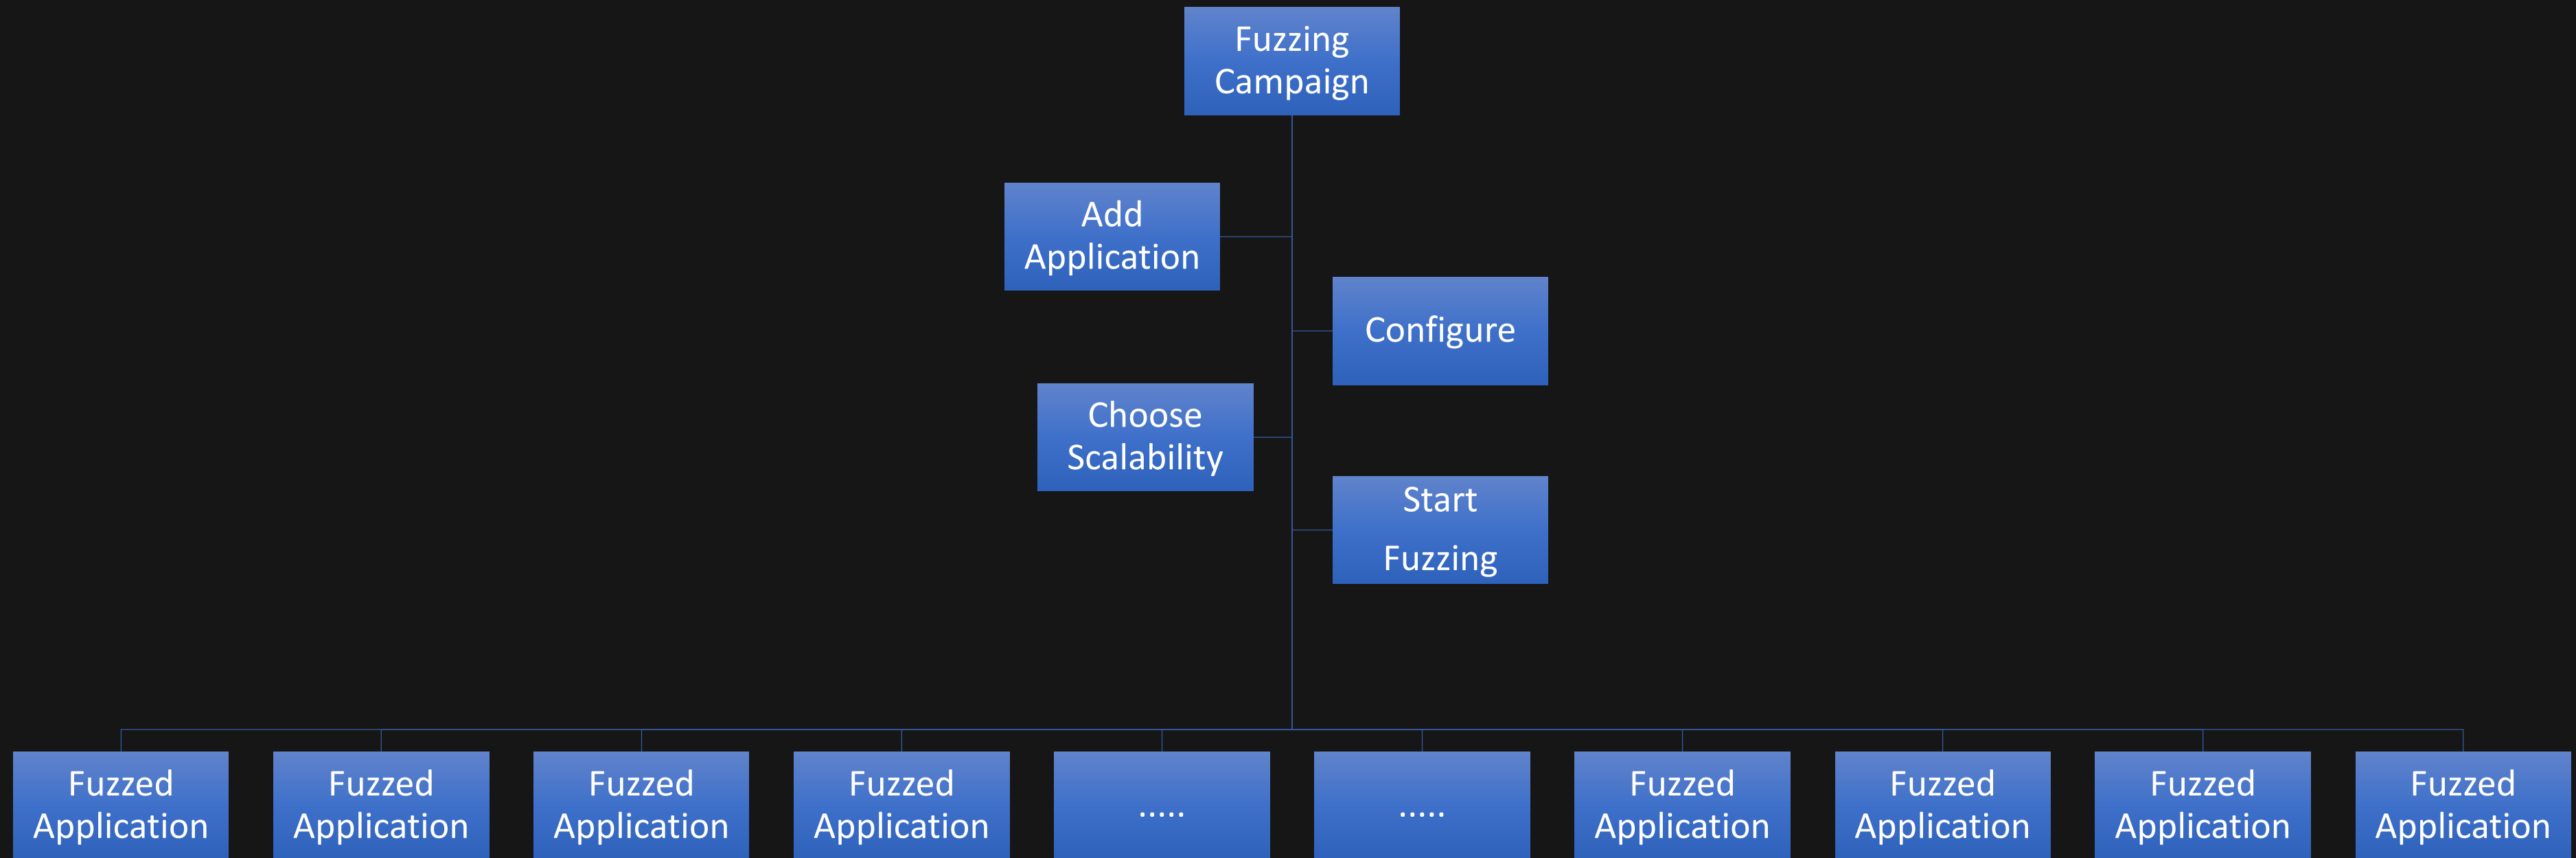 Fuzzing
Campaign
Add
Application
Configure
Choose
Scalability
Start
Fuzzing
Fuzzed
Application
Fuzzed
Application
Fuzzed
Application
Fuzzed
Application
.....
.....
Fuzzed
Application
Fuzzed
Application
Fuzzed
Application
Fuzzed
Application